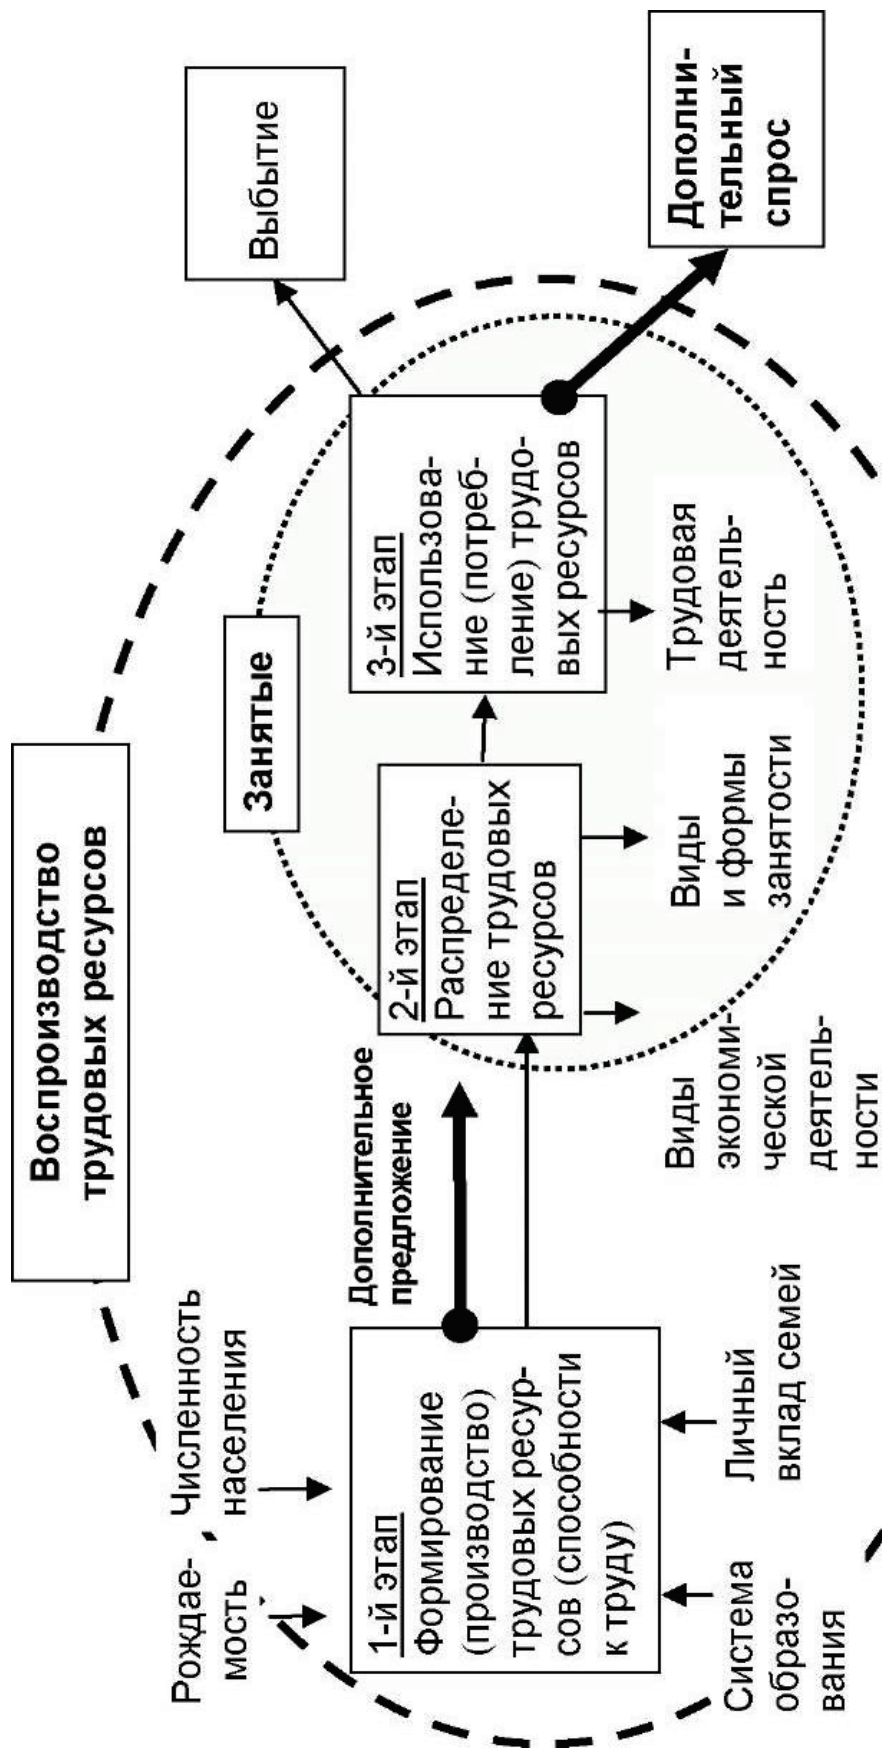 Воспроизводство
трудовых ресурсов
Рождае-
мость
Численность
населения
Занятые
Выбытие
1-й этап
Формирование
(производство)
трудовых ресур-
сов (способности
к труду)
Дополнительное
предложение
2-й этап
Распределе-
ние трудовых
ресурсов
3-й этап
Использова-
ние (потреб-
ление) трудо-
вых ресурсов
Система
образо-
вания
Личный
вклад семей
Виды
экономи-
ческой
деятель-
ности
Виды
и формы
занятости
Трудовая
деятель-
ность
Дополни-
тельный
спрос